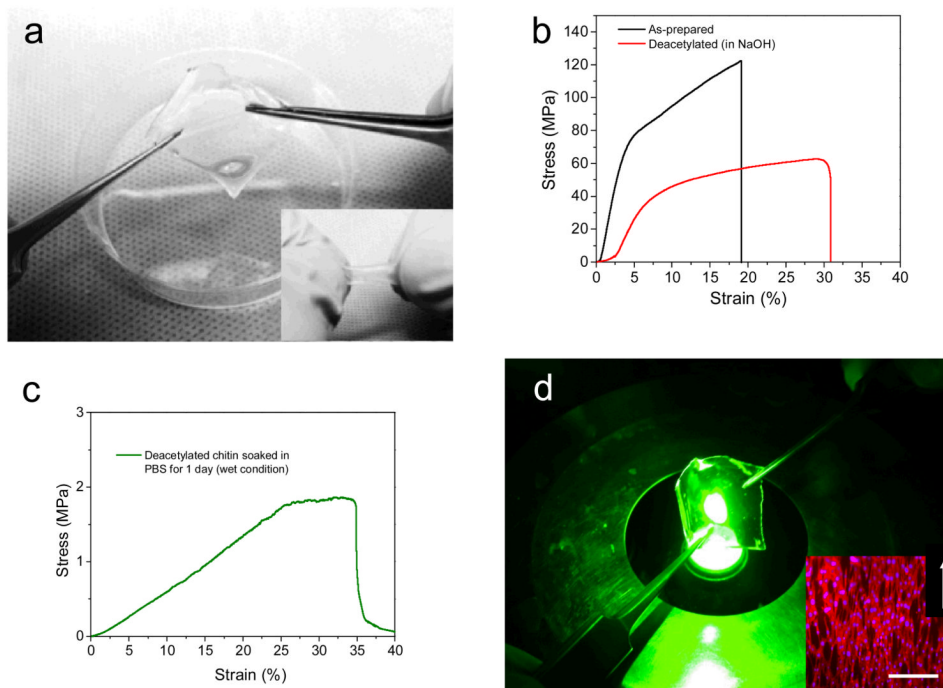 a
b
As-prepared
Deacetylated (in NaOH)
Stress (MPa)
140
120
100
80
60
40
20
0
0 5 10 15 20 25 30 35 40
Strain (%)
c
Deacetylated chitin soaked in
PBS for 1 day (wet condition)
Stress (MPa)
3
2
1
0
0 5 10 15 20 25 30 35 40
Strain (%)
d